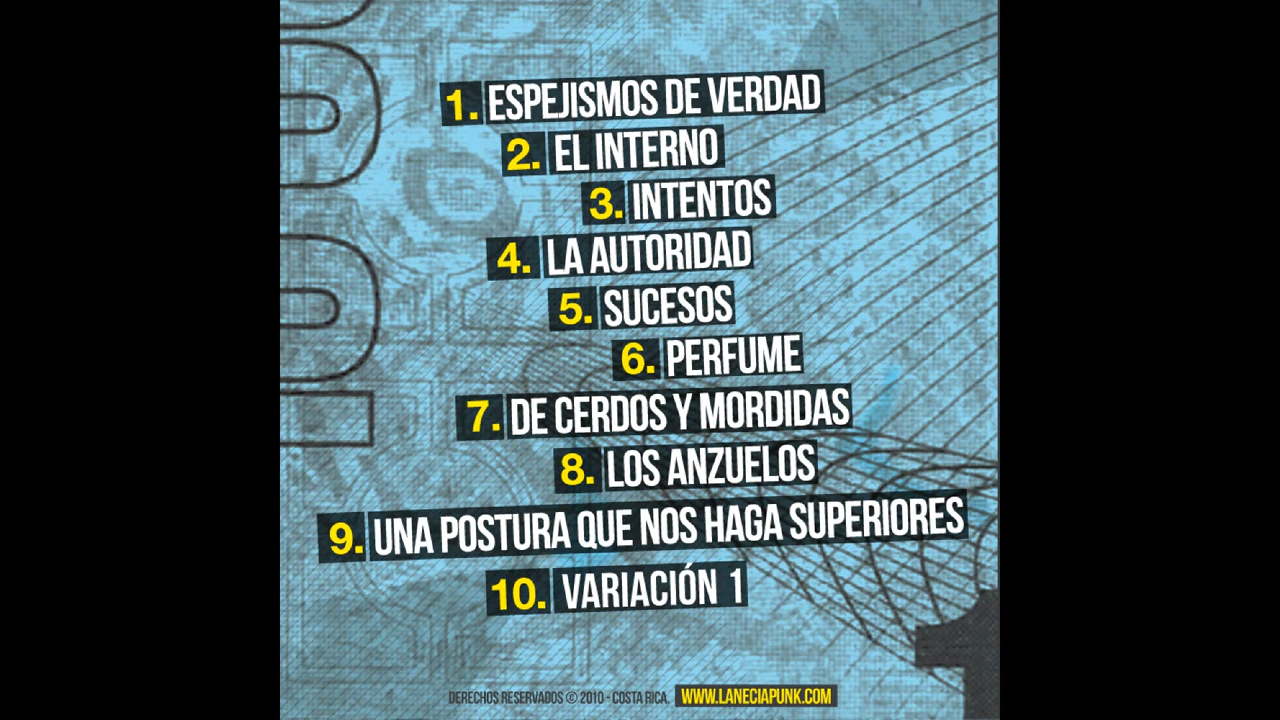 1. ESPEJISMOS DE VERDAD
2. EL INTERNO
3. INTENTOS
4. LA AUTORIDAD
5. SUCESOS
6. PERFUME
7. DE CERDOS Y MORDIDAS
8. LOS ANZUELOS
9. UNA POSTURA QUE NOS HAGA SUPERIORES
10. VARIACIÓN 1
DERECHOS RESERVADOS © 2010 - COSTA RICA. WWW.LANECIAPUNK.COM